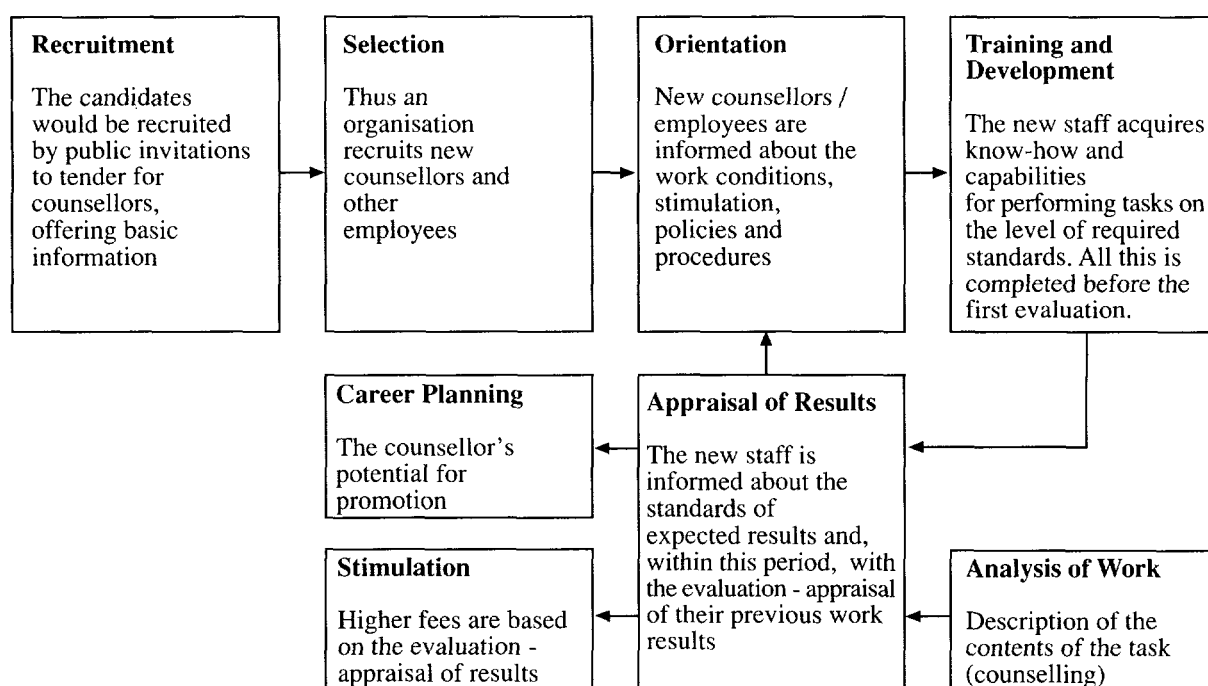 Recruitment
The candidates
would be recruited
by public invitations
to tender for
counsellors,
offering basic
information
Selection
Thus an
organisation
recruits new
counsellors and
other
employees
Orientation
New counsellors /
employees are
informed about the
work conditions,
stimulation,
policies and
procedures
Training and
Development
The new staff acquires
know-how and
capabilities
for performing tasks on
the level of required
standards. All this is
completed before the
first evaluation.
Career Planning
The counsellor's
potential for
promotion
Appraisal of Results
The new staff is
informed about the
standards of
expected results and,
within this period, with
the evaluation - appraisal
of their previous work
results
Stimulation
Higher fees are based
on the evaluation -
appraisal of results
Analysis of Work
Description of the
contents of the task
(counselling)